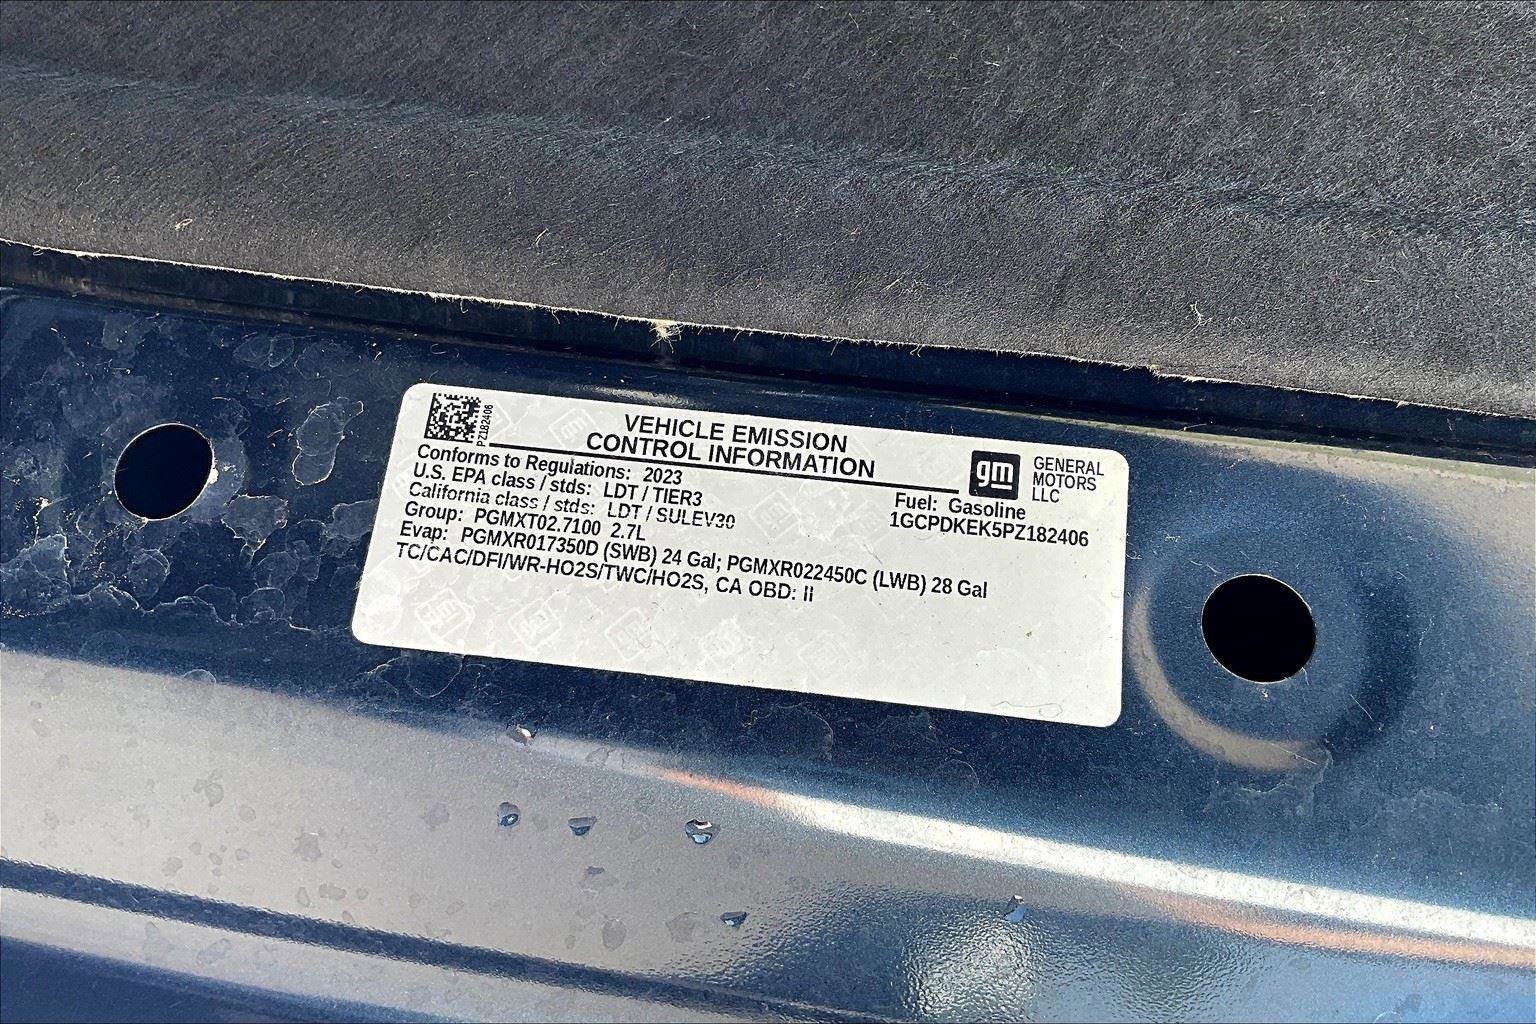 PZ182406
VEHICLE EMISSION
CONTROL INFORMATION
gm
GENERAL
MOTORS
LLC
Conforms to Regulations: 2023
U.S. EPA class / stds: LDT / TIER3
California class / stds: LDT / SULEV30
Group: PGMXT02.7100 2.7L
Evap: PGMXR017350D (SWB) 24 Gal; PGMXR022450C (LWB) 28 Gal
TC/CAC/DFI/WR-HO2S/TWC/HO2S, CA OBD: II
Fuel: Gasoline
1GCPDKEK5PZ182406